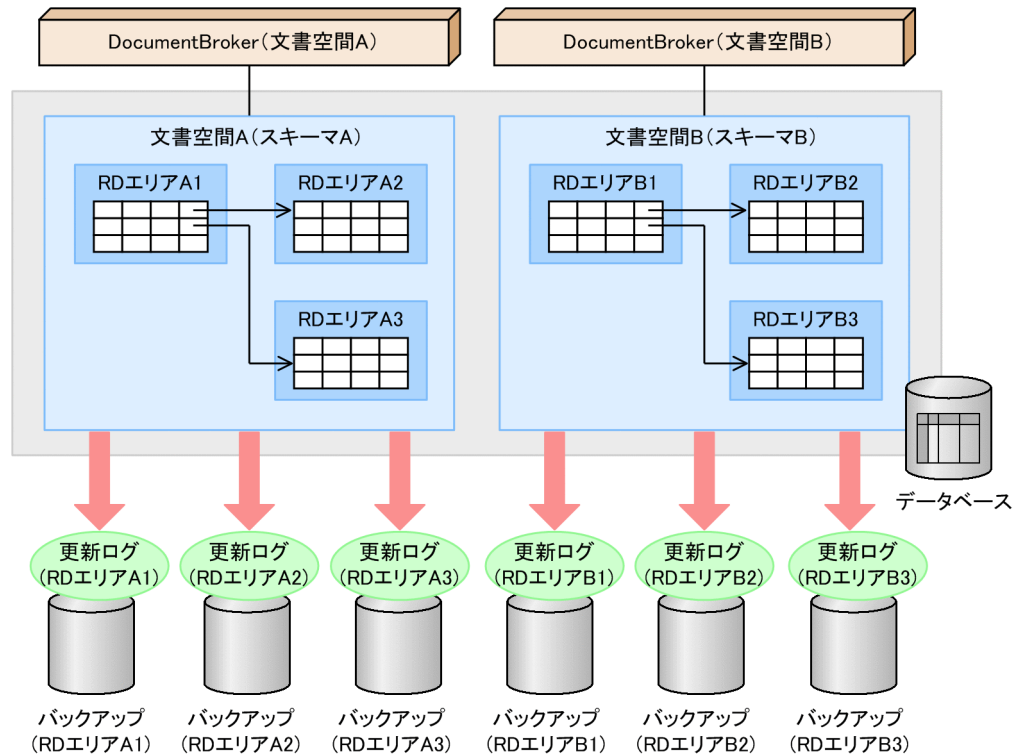 DocumentBroker（文書空間A）
DocumentBroker（文書空間B）
文書空間A（スキーマA）
文書空間B（スキーマB）
RDエリアA1
RDエリアA2
RDエリアB1
RDエリアB2
RDエリアA3
RDエリアB3
データベース
更新ログ
（RDエリアA1）
更新ログ
（RDエリアA2）
更新ログ
（RDエリアA3）
更新ログ
（RDエリアB1）
更新ログ
（RDエリアB2）
更新ログ
（RDエリアB3）
バックアップ
（RDエリアA1）
バックアップ
（RDエリアA2）
バックアップ
（RDエリアA3）
バックアップ
（RDエリアB1）
バックアップ
（RDエリアB2）
バックアップ
（RDエリアB3）